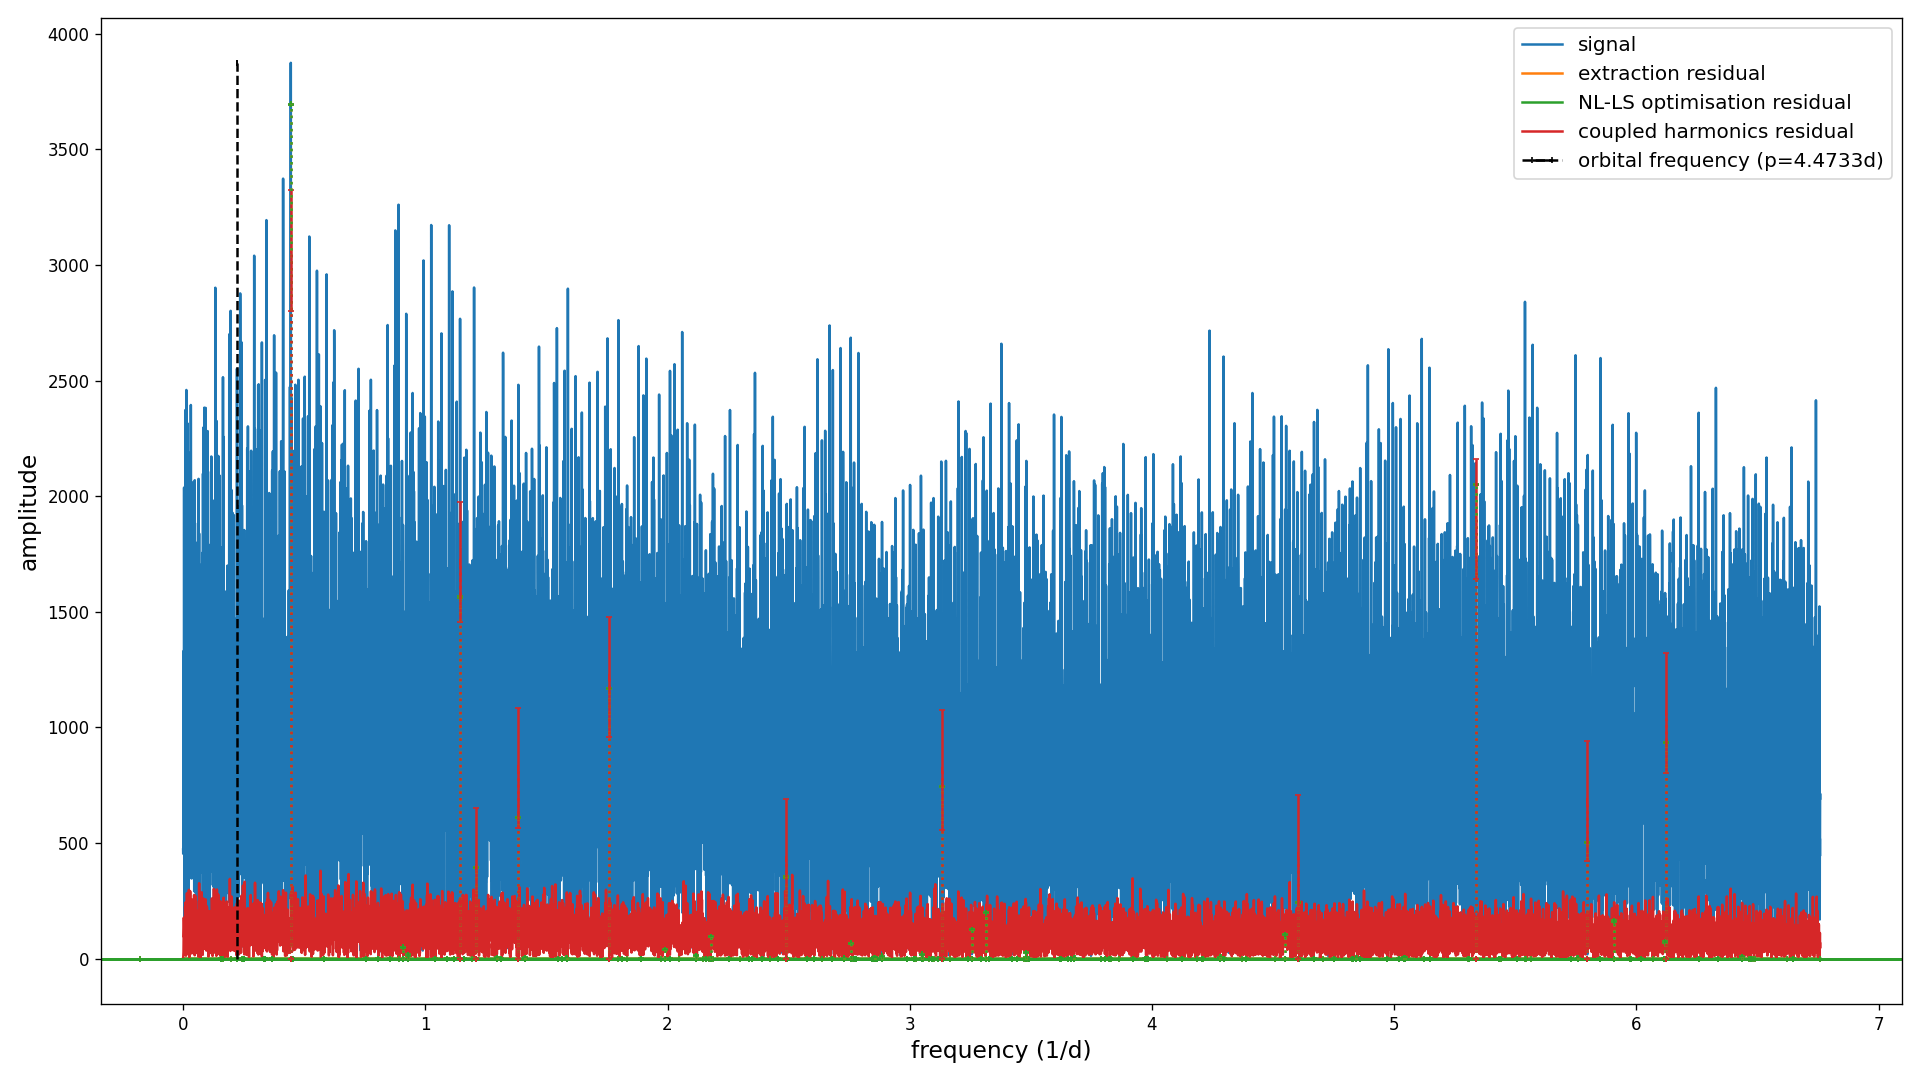 4000
3500
3000
2500
2000
1500
1000
500
0
amplitude
signal
extraction residual
NL-LS optimisation residual
coupled harmonics residual
orbital frequency (p=4.4733d)
0 1 2 3 4 5 6 7
frequency (1/d)